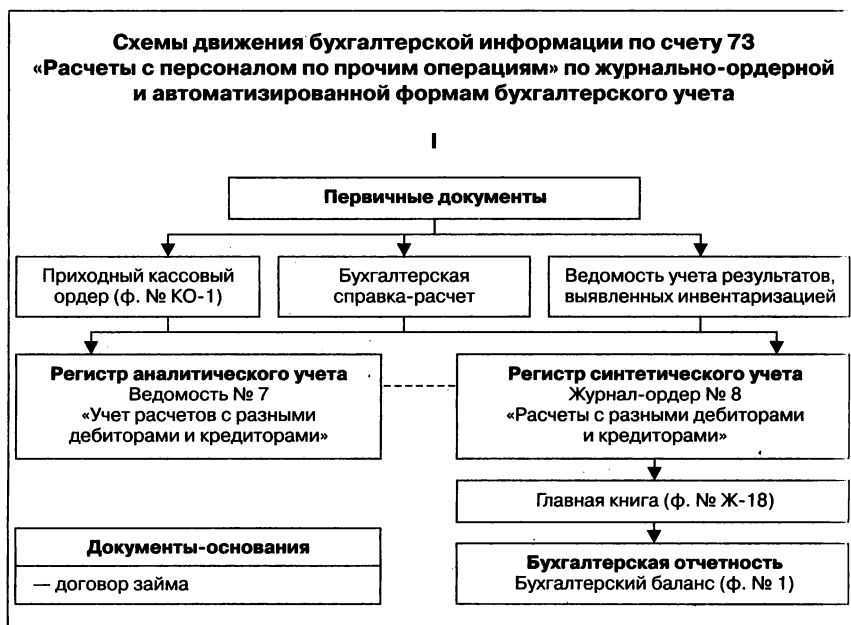 Схемы движения бухгалтерской информации по счету 73
«Расчеты с персоналом по прочим операциям» по журнально-ордерной
и автоматизированной формам бухгалтерского учета
I
Первичные документы
Приходный кассовый
ордер (ф. № КО-1)
Бухгалтерская
справка-расчет
Ведомость учета результатов,
выявленных инвентаризацией
Регистр аналитического учета
Ведомость № 7
«Учет расчетов с разными
дебиторами и кредиторами»
Регистр синтетического учета
Журнал-ордер № 8
«Расчеты с разными дебиторами
и кредиторами»
Главная книга (ф. № Ж-18)
Документы-основания
— договор займа
Бухгалтерская отчетность
Бухгалтерский баланс (ф. № 1)